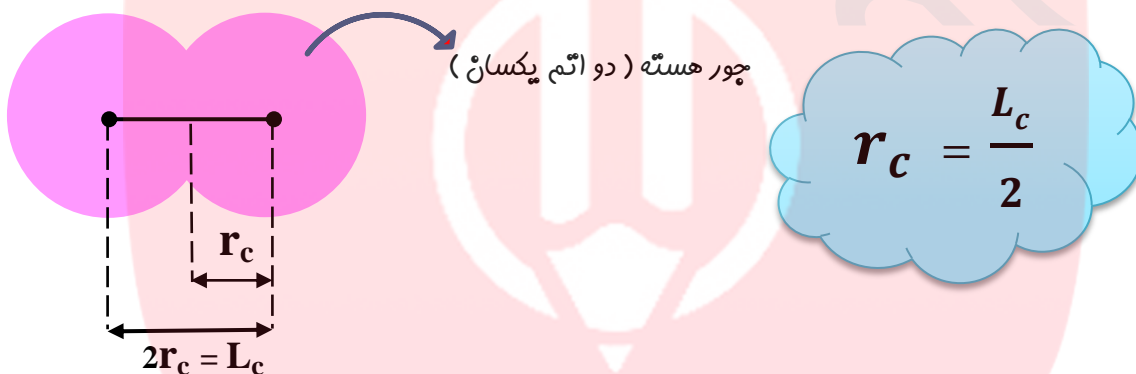 جور هسته ( دو اتم یکسان )
r_c = L_c / 2
r_c
2r_c = L_c